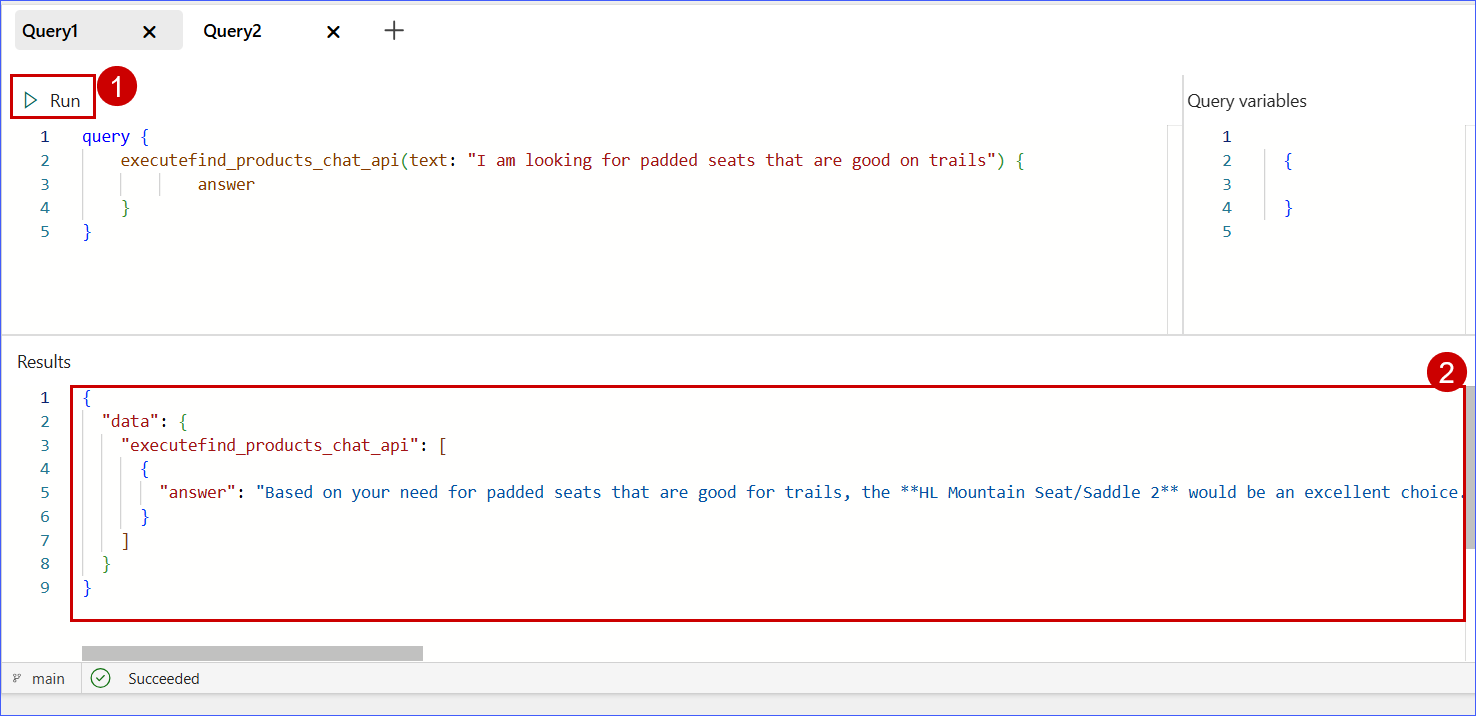 Query1 Query2
Run 1 Query variables
1 query {
2 executefind_products_chat_api(text: "I am looking for padded seats that are good on trails") {
3 answer
4 }
5 }
1
2 {
3
4 }
5
Results
2
1 {
2 "data": {
3 "executefind_products_chat_api": [
4 {
5 "answer": "Based on your need for padded seats that are good for trails, the **HL Mountain Seat/Saddle 2** would be an excellent choice.
6 }
7 ]
8 }
9 }
main Succeeded